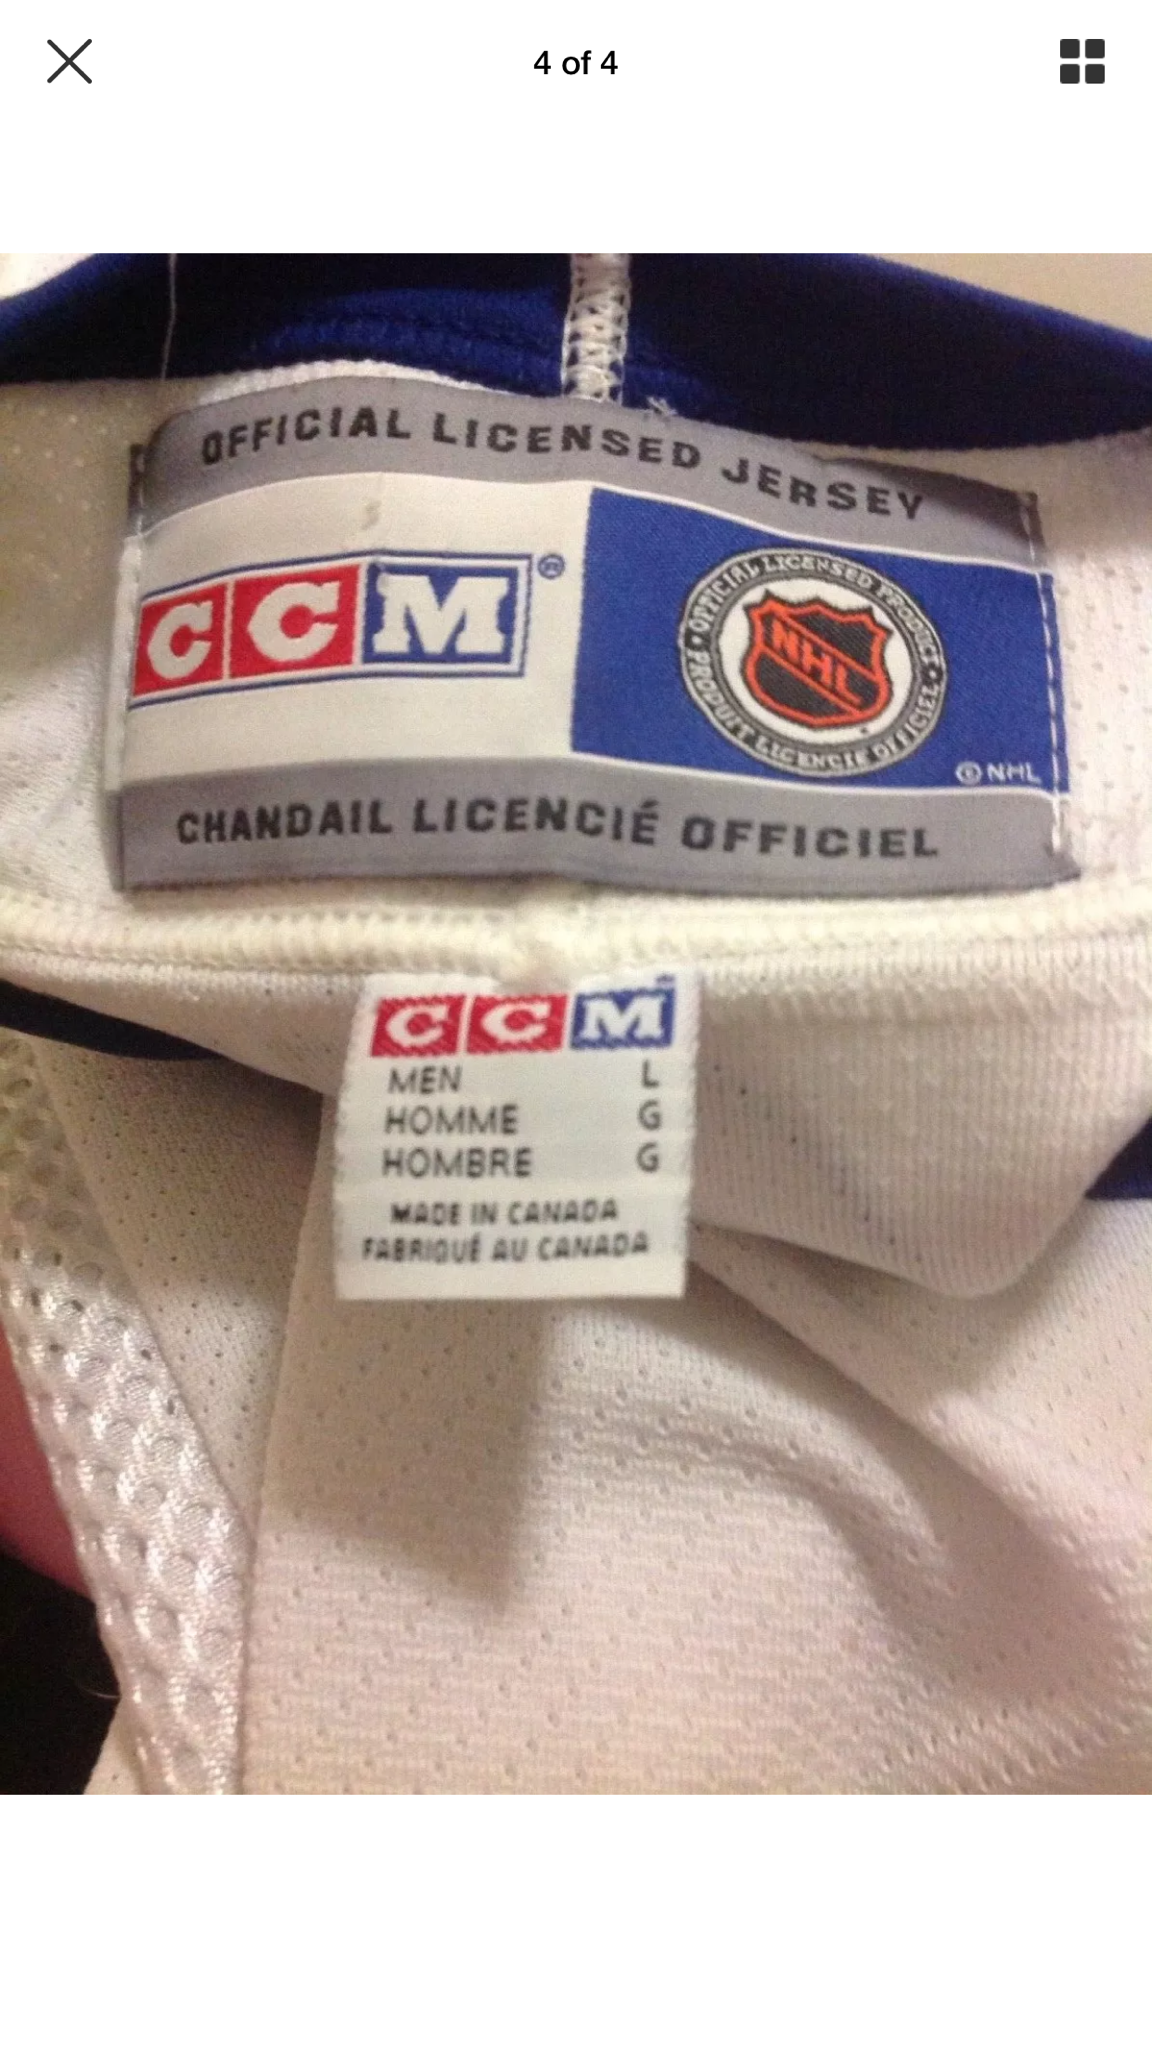 4 of 4
OFFICIAL LICENSED JERSEY
CCM®
OFFICIAL LICENSED PRODUCT • PRODUIT LICENCIE OFFICIEL •
NHL
© NHL
CHANDAIL LICENCIÉ OFFICIEL
CCM
MEN L
HOMME G
HOMBRE G
MADE IN CANADA
FABRIQUÉ AU CANADA